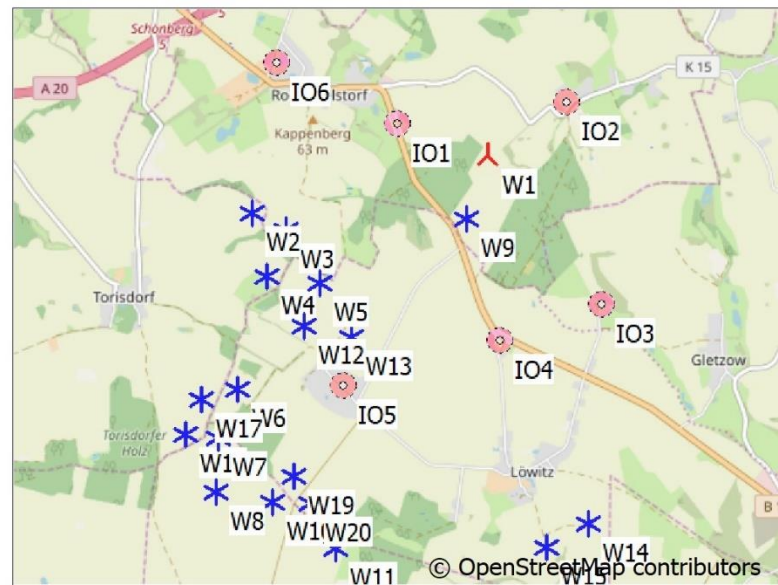 Schönberg
5
A 20
IO6
K 15
Kappenberg
63 m
IO1
IO2
W1
W2
W3
W9
W4
W5
Torisdorf
IO3
W12
W13
IO4
Gletzow
IO5
W6
W17
Torisdorfer
Holz
W7
Löwitz
W8
W19
W20
W14
W11
© OpenStreetMap contributors